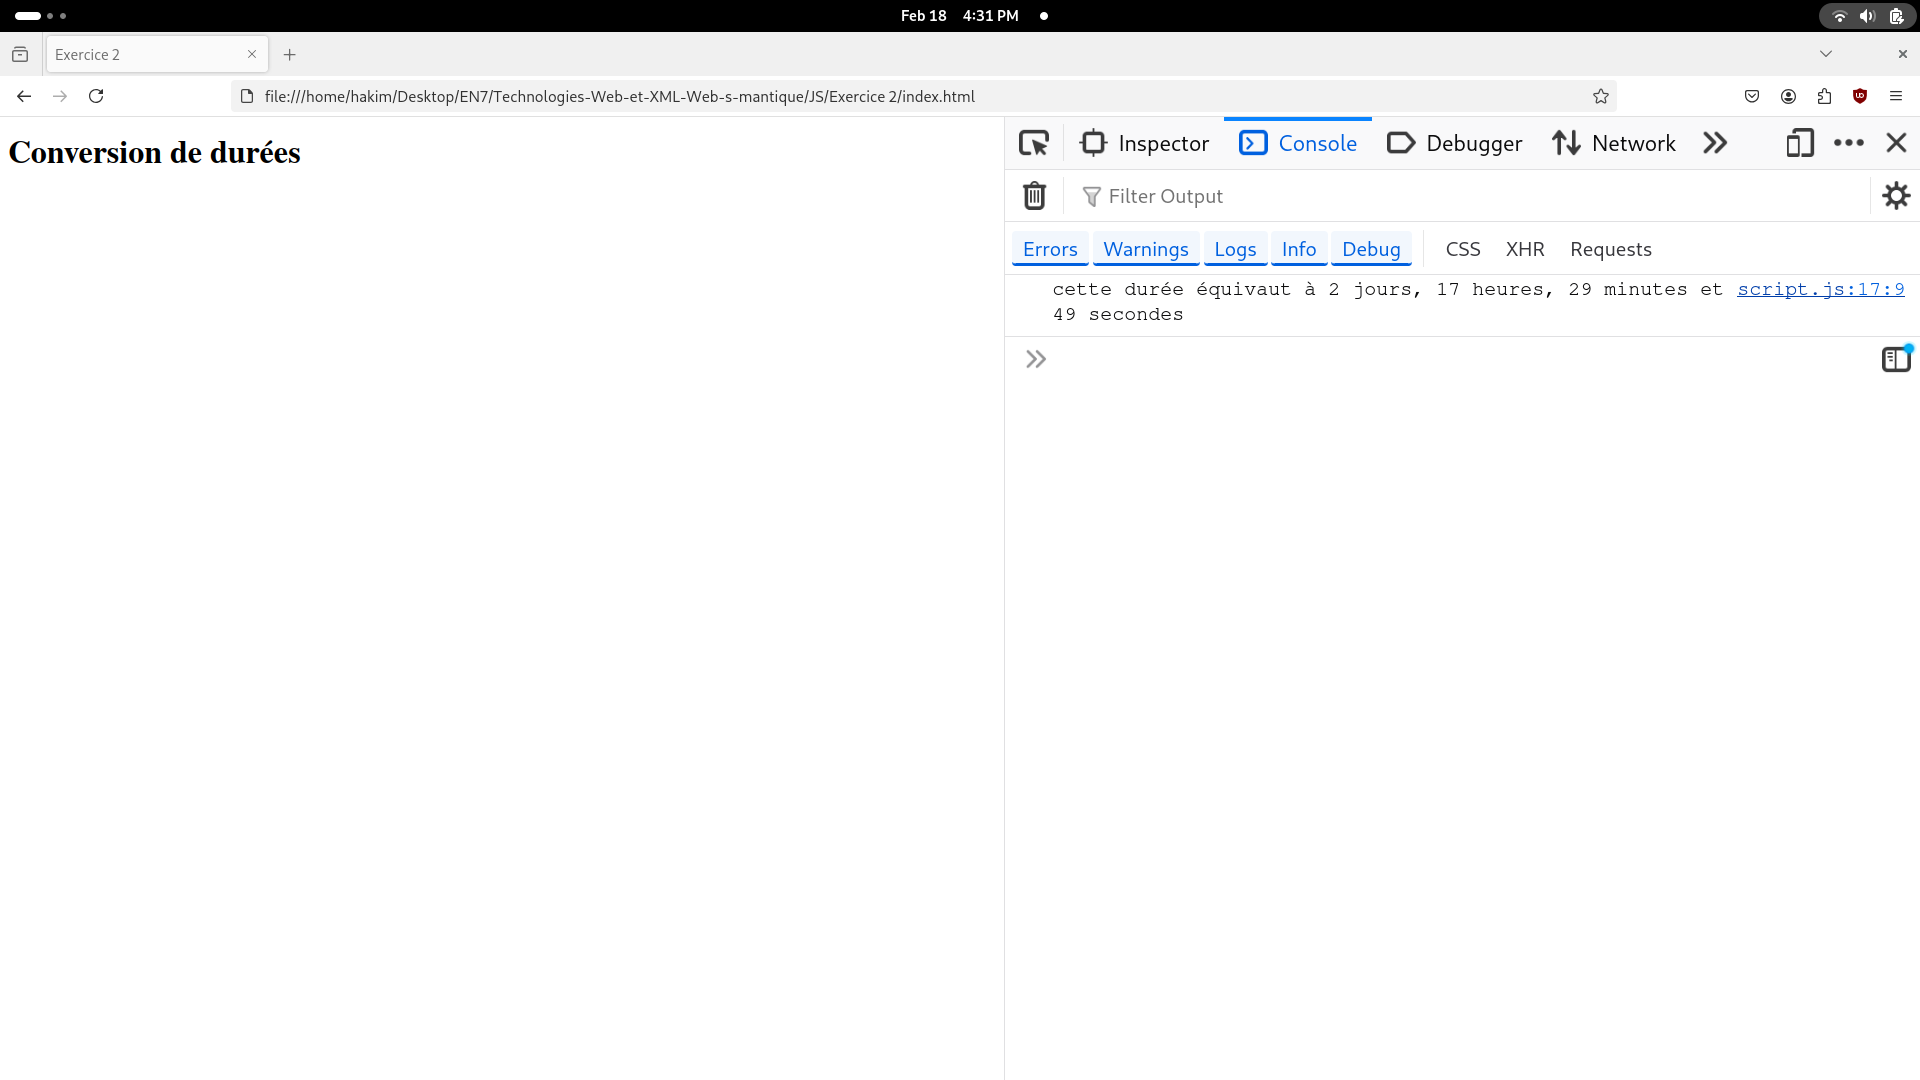 Feb 18 4:31 PM
Exercice 2
file:///home/hakim/Desktop/EN7/Technologies-Web-et-XML-Web-s-mantique/JS/Exercice 2/index.html
Conversion de durées
Inspector Console Debugger Network
Filter Output
Errors Warnings Logs Info Debug CSS XHR Requests
cette durée équivaut à 2 jours, 17 heures, 29 minutes et script.js:17:9
49 secondes